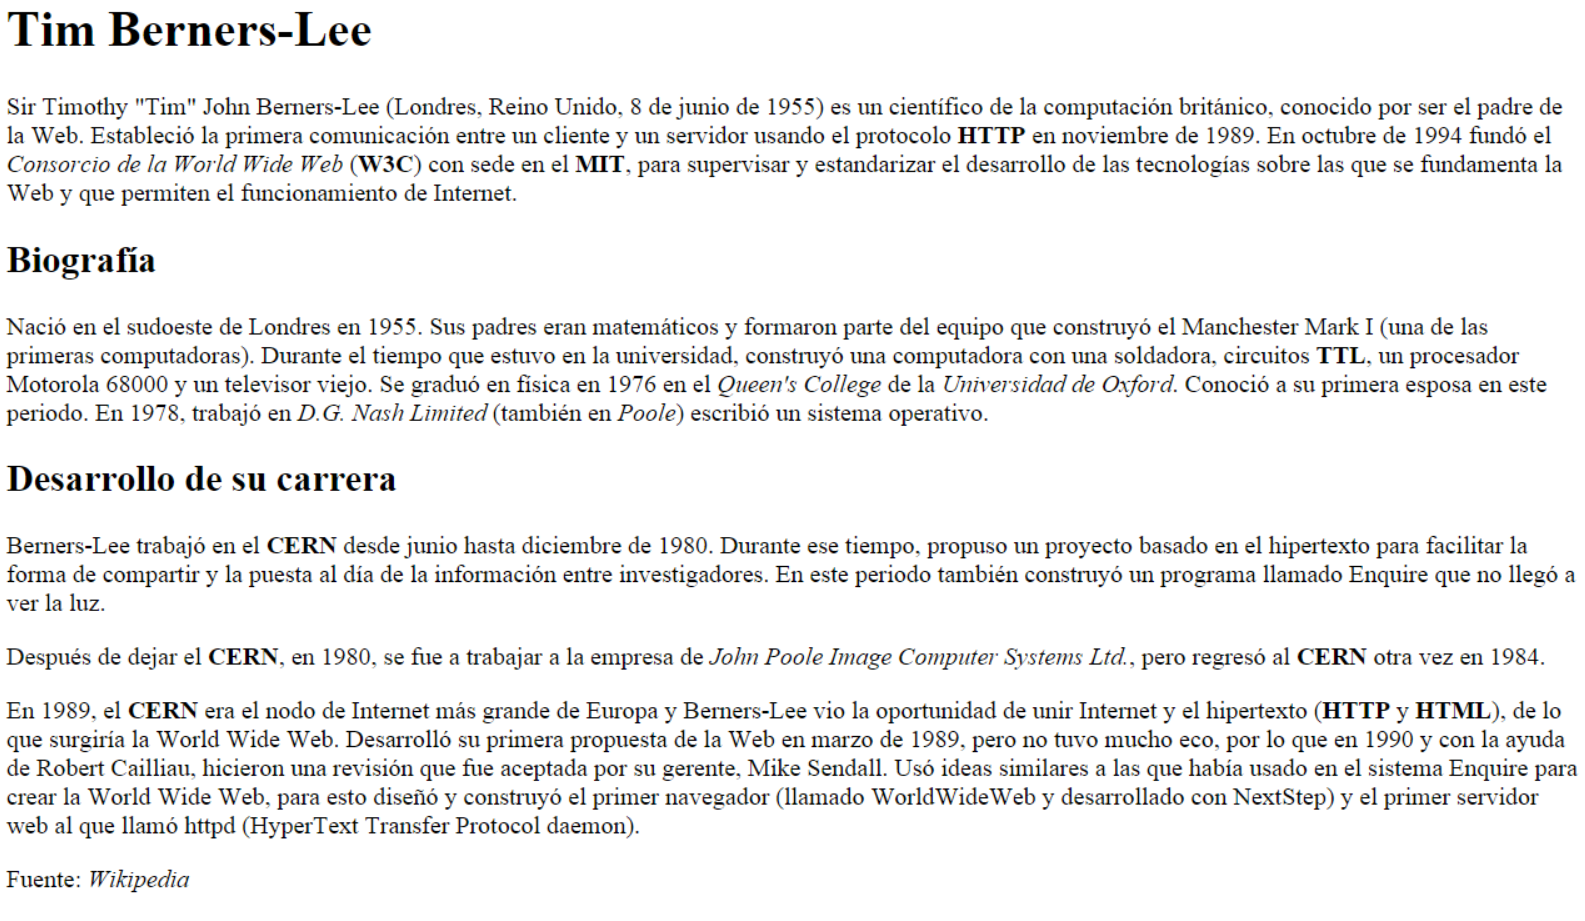 Tim Berners-Lee
Sir Timothy "Tim" John Berners-Lee (Londres, Reino Unido, 8 de junio de 1955) es un científico de la computación británico, conocido por ser el padre de
la Web. Estableció la primera comunicación entre un cliente y un servidor usando el protocolo HTTP en noviembre de 1989. En octubre de 1994 fundó el
Consorcio de la World Wide Web (W3C) con sede en el MIT, para supervisar y estandarizar el desarrollo de las tecnologías sobre las que se fundamenta la
Web y que permiten el funcionamiento de Internet.
Biografía
Nació en el sudoeste de Londres en 1955. Sus padres eran matemáticos y formaron parte del equipo que construyó el Manchester Mark I (una de las
primeras computadoras). Durante el tiempo que estuvo en la universidad, construyó una computadora con una soldadora, circuitos TTL, un procesador
Motorola 68000 y un televisor viejo. Se graduó en física en 1976 en el Queen's College de la Universidad de Oxford. Conoció a su primera esposa en este
periodo. En 1978, trabajó en D.G. Nash Limited (también en Poole) escribió un sistema operativo.
Desarrollo de su carrera
Berners-Lee trabajó en el CERN desde junio hasta diciembre de 1980. Durante ese tiempo, propuso un proyecto basado en el hipertexto para facilitar la
forma de compartir y la puesta al día de la información entre investigadores. En este periodo también construyó un programa llamado Enquire que no llegó a
ver la luz.
Después de dejar el CERN, en 1980, se fue a trabajar a la empresa de John Poole Image Computer Systems Ltd., pero regresó al CERN otra vez en 1984.
En 1989, el CERN era el nodo de Internet más grande de Europa y Berners-Lee vio la oportunidad de unir Internet y el hipertexto (HTTP y HTML), de lo
que surgiría la World Wide Web. Desarrolló su primera propuesta de la Web en marzo de 1989, pero no tuvo mucho eco, por lo que en 1990 y con la ayuda
de Robert Cailliau, hicieron una revisión que fue aceptada por su gerente, Mike Sendall. Usó ideas similares a las que había usado en el sistema Enquire para
crear la World Wide Web, para esto diseñó y construyó el primer navegador (llamado WorldWideWeb y desarrollado con NextStep) y el primer servidor
web al que llamó httpd (HyperText Transfer Protocol daemon).
Fuente: Wikipedia